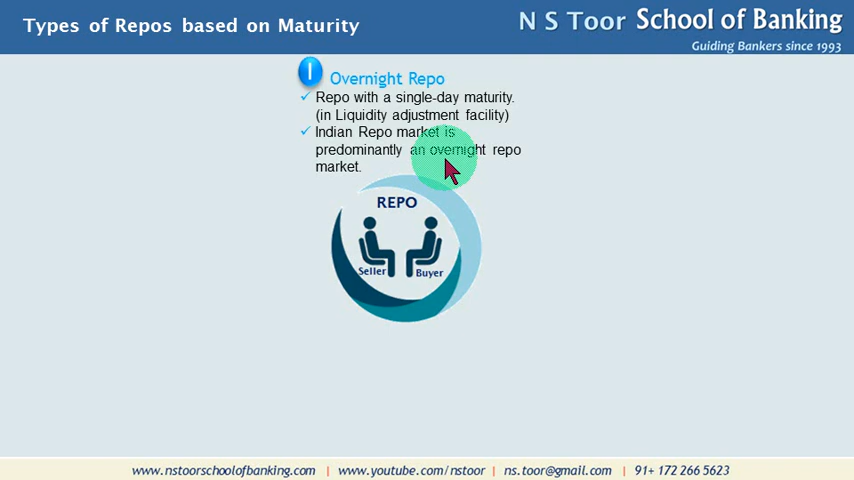 Types of Repos based on Maturity
N S Toor School of Banking
Guiding Bankers since 1993
1
Overnight Repo
✓ Repo with a single-day maturity.
(in Liquidity adjustment facility)
✓ Indian Repo market is
predominantly an overnight repo
market.
REPO
Seller
Buyer
www.nstoorschoolofbanking.com | www.youtube.com/nstoor | ns.toor@gmail.com | 91+ 172 266 5623